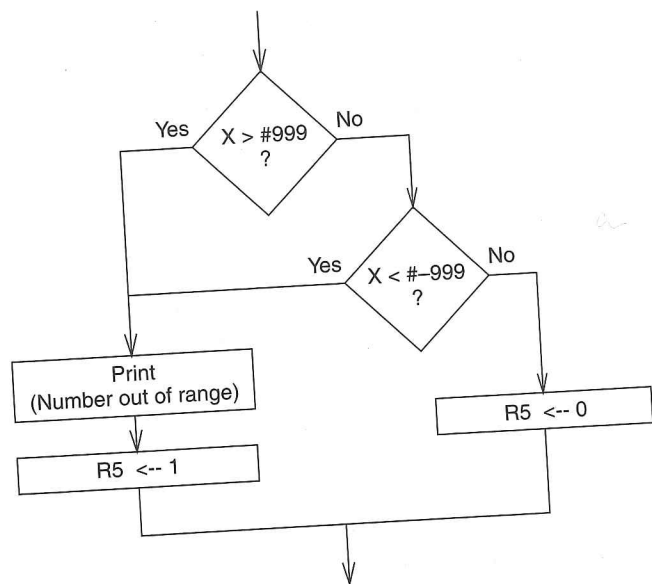 Yes
X > #999
?
No
Yes
X < #–999
?
No
Print
(Number out of range)
R5 <-- 1
R5 <-- 0